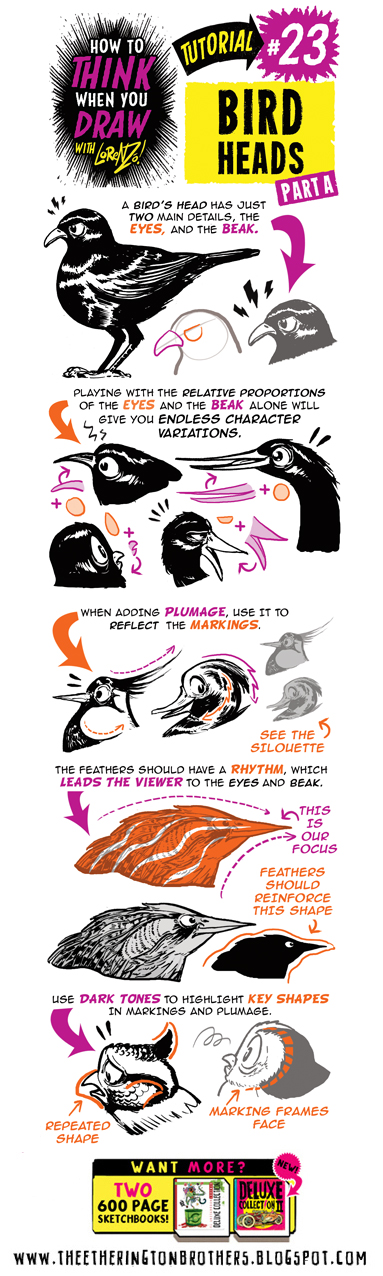 HOW TO
THINK
WHEN YOU
DRAW
WITH LORENZO!
TUTORIAL
#23
BIRD
HEADS
PART A
A BIRD'S HEAD HAS JUST
TWO MAIN DETAILS, THE
EYES, AND THE BEAK.
PLAYING WITH THE RELATIVE PROPORTIONS
OF THE EYES AND THE BEAK ALONE WILL
GIVE YOU ENDLESS CHARACTER
VARIATIONS.
+
+
+
+
WHEN ADDING PLUMAGE, USE IT TO
REFLECT THE MARKINGS.
SEE THE
SILOUETTE
THE FEATHERS SHOULD HAVE A RHYTHM, WHICH
LEADS THE VIEWER TO THE EYES AND BEAK.
THIS
IS
OUR
FOCUS
FEATHERS
SHOULD
REINFORCE
THIS SHAPE
USE DARK TONES TO HIGHLIGHT KEY SHAPES
IN MARKINGS AND PLUMAGE.
REPEATED
SHAPE
MARKING FRAMES
FACE
WANT MORE?
NEW!
TWO
600 PAGE
SKETCHBOOKS!
DELUXE
COLLECTION II
WWW.THEETHERINGTONBROTHERS.BLOGSPOT.COM